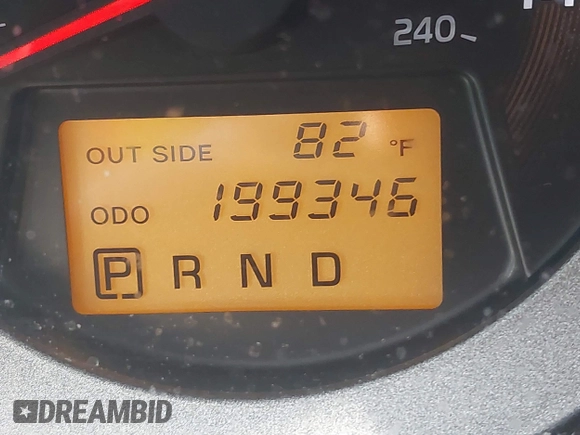 240
OUT SIDE 82 °F
ODO 199346
P R N D
DREAMBID